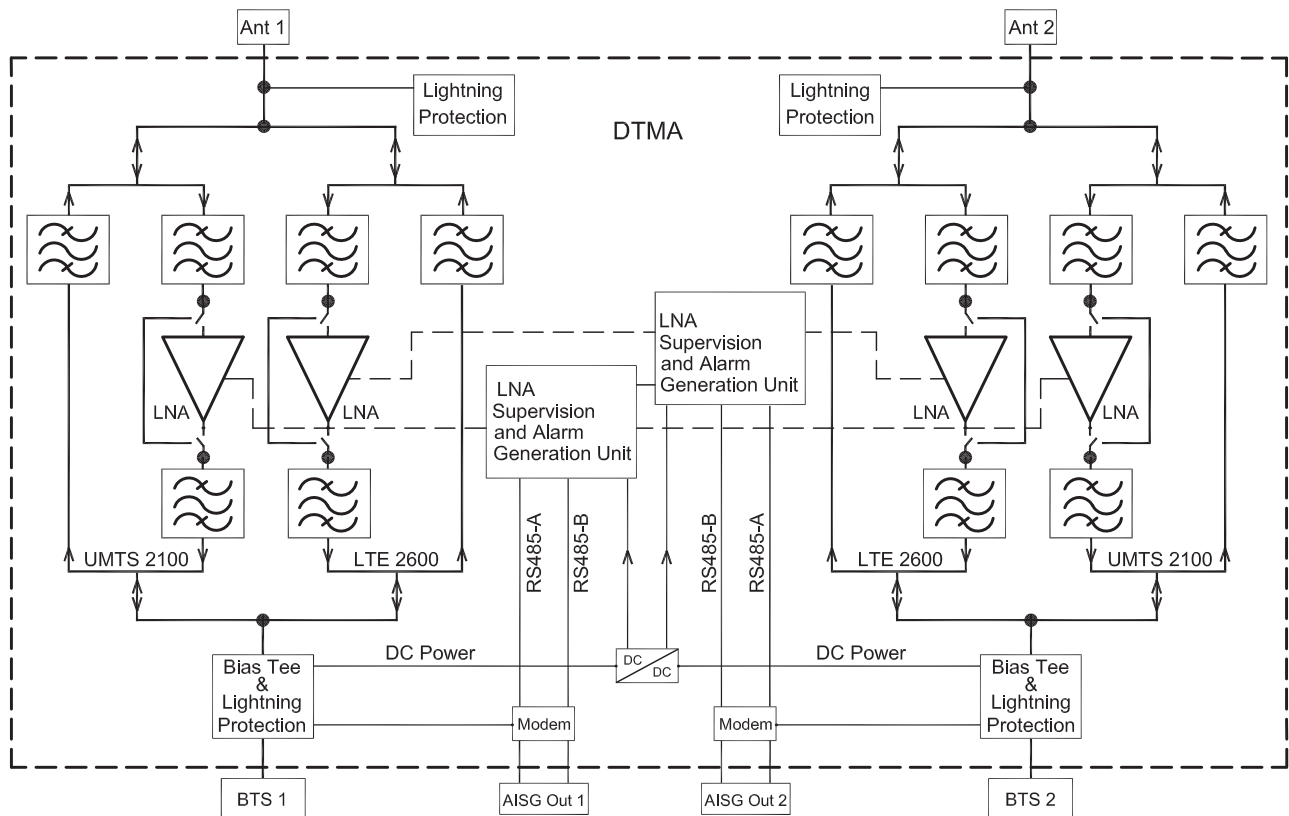 Ant 1
Ant 2
Lightning
Protection
Lightning
Protection
DTMA
LNA
Supervision
and Alarm
Generation Unit
LNA
Supervision
and Alarm
Generation Unit
LNA
LNA
LNA
LNA
RS485-A
RS485-B
RS485-B
RS485-A
UMTS 2100
LTE 2600
LTE 2600
UMTS 2100
DC Power
DC
DC
DC Power
Bias Tee
&
Lightning
Protection
Bias Tee
&
Lightning
Protection
Modem
Modem
BTS 1
AISG Out 1
AISG Out 2
BTS 2